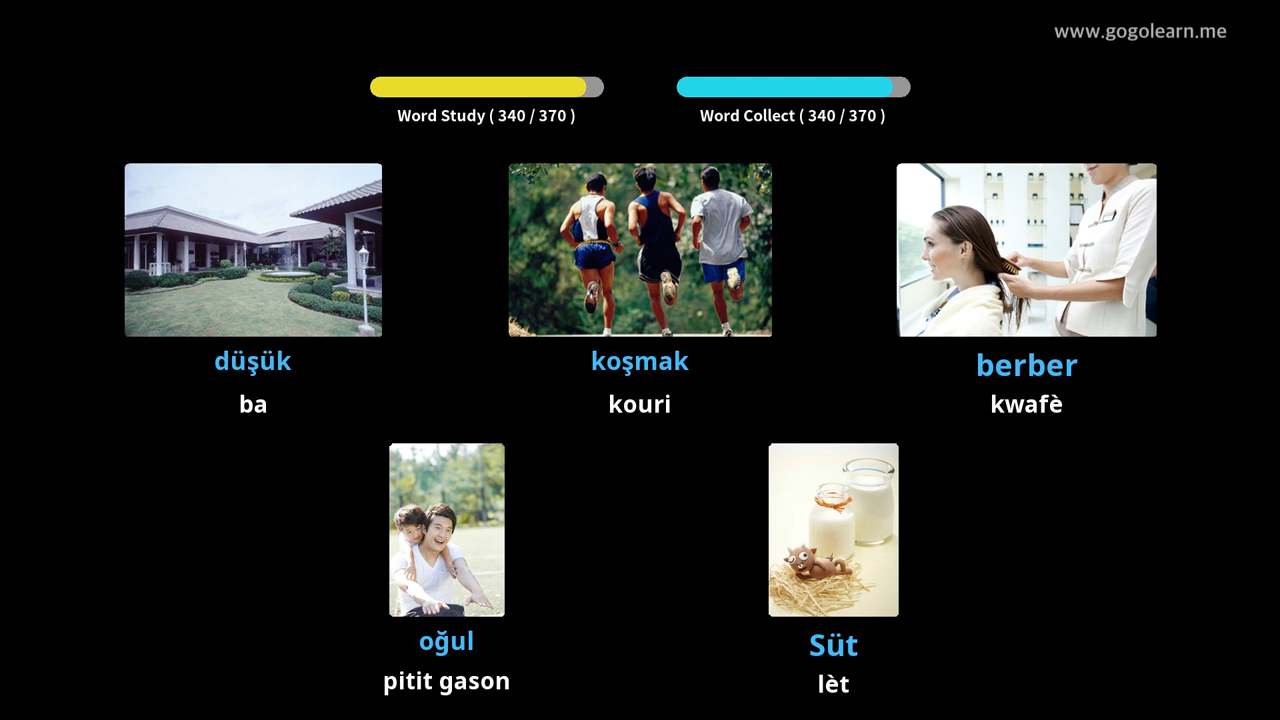 www.gogolearn.me
Word Study ( 340 / 370 )
Word Collect ( 340 / 370 )
düşük
koşmak
berber
ba
kouri
kwafè
oğul
Süt
pitit gason
lèt